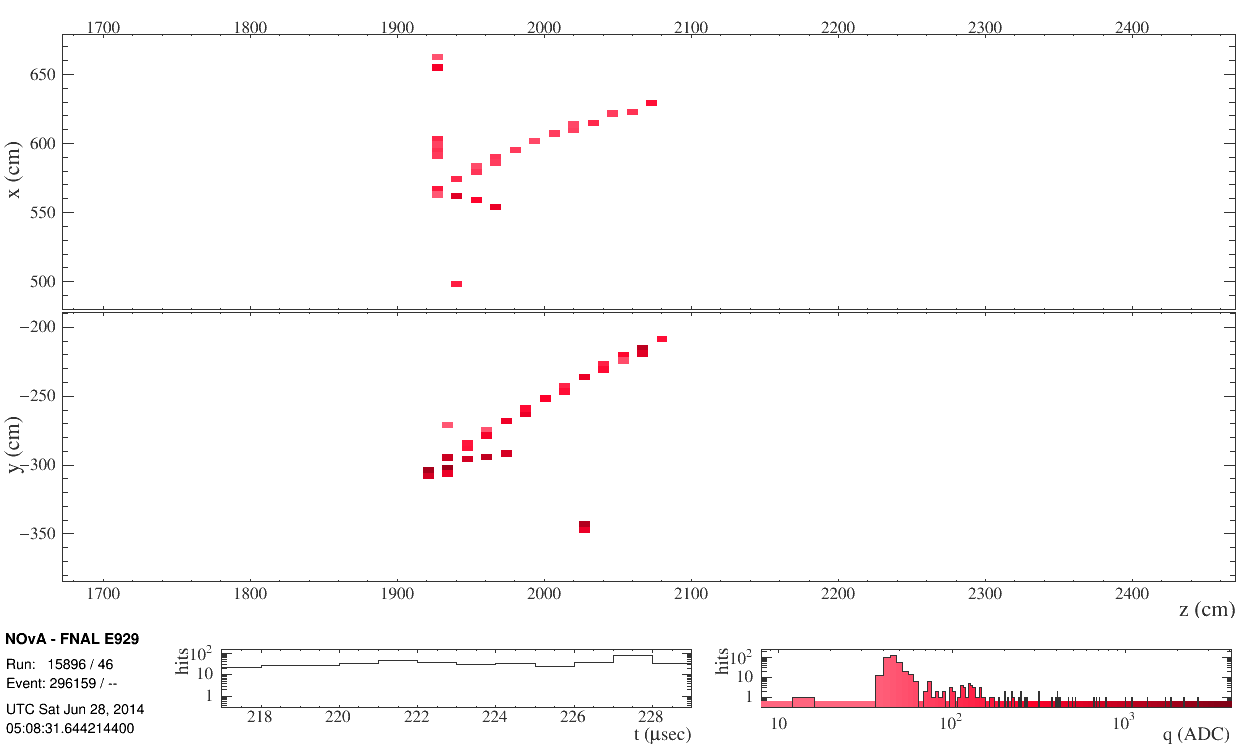 1700 1800 1900 2000 2100 2200 2300 2400
x (cm)
650
600
550
500
y (cm)
−200
−250
−300
−350
1700 1800 1900 2000 2100 2200 2300 2400
z (cm)
NOvA - FNAL E929
Run: 15896 / 46
Event: 296159 / --
UTC Sat Jun 28, 2014
05:08:31.644214400
hits
10²
10
1
218 220 222 224 226 228
t (μsec)
hits
10²
10
1
10 10² 10³
q (ADC)